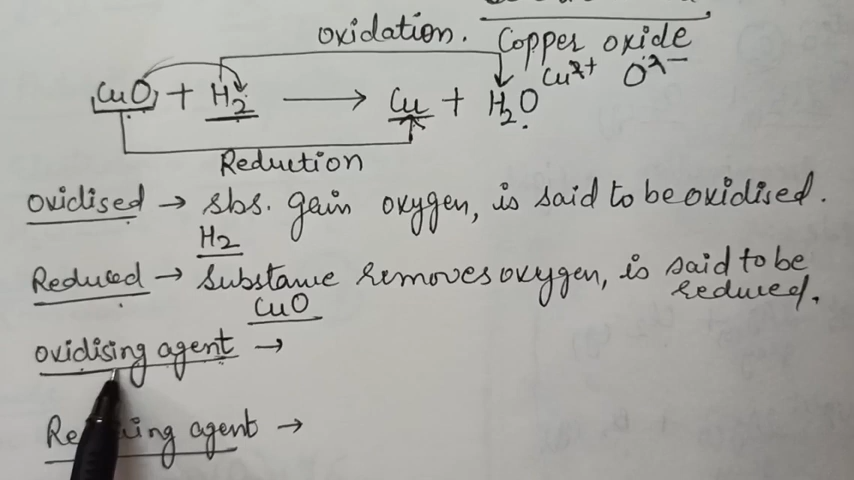 oxidation. Copper oxide
Cu²⁺ O²⁻
CuO + H₂ ⟶ Cu + H₂O
Reduction
oxidised → sbs. gain oxygen, is said to be oxidised.
H₂
Reduced → substance removes oxygen, is said to be reduced.
CuO
oxidising agent →
agent →